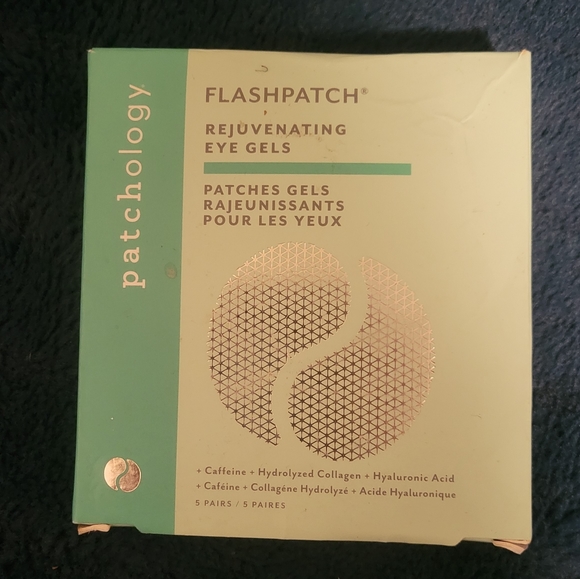 patchology
FLASHPATCH®
REJUVENATING
EYE GELS
PATCHES GELS
RAJEUNISSANTS
POUR LES YEUX
+ Caffeine + Hydrolyzed Collagen + Hyaluronic Acid
+ Caféine + Collagéne Hydrolyzé + Acide Hyaluronique
5 PAIRS / 5 PAIRES